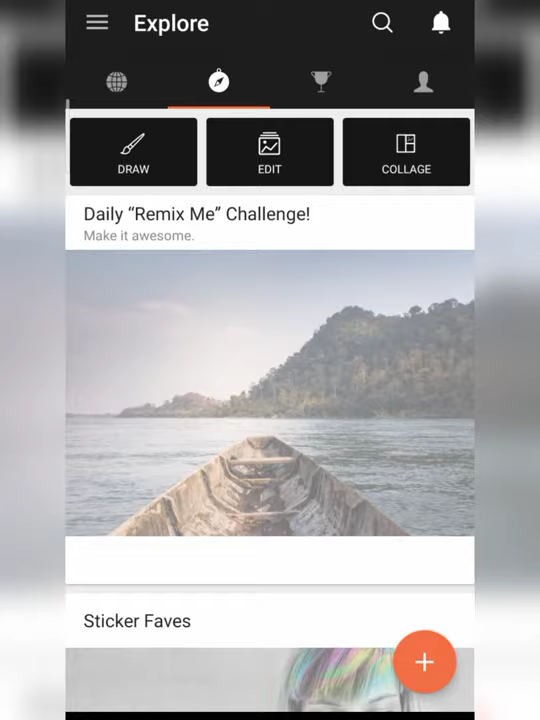 Explore
DRAW
EDIT
COLLAGE
Daily “Remix Me” Challenge!
Make it awesome.
Sticker Faves